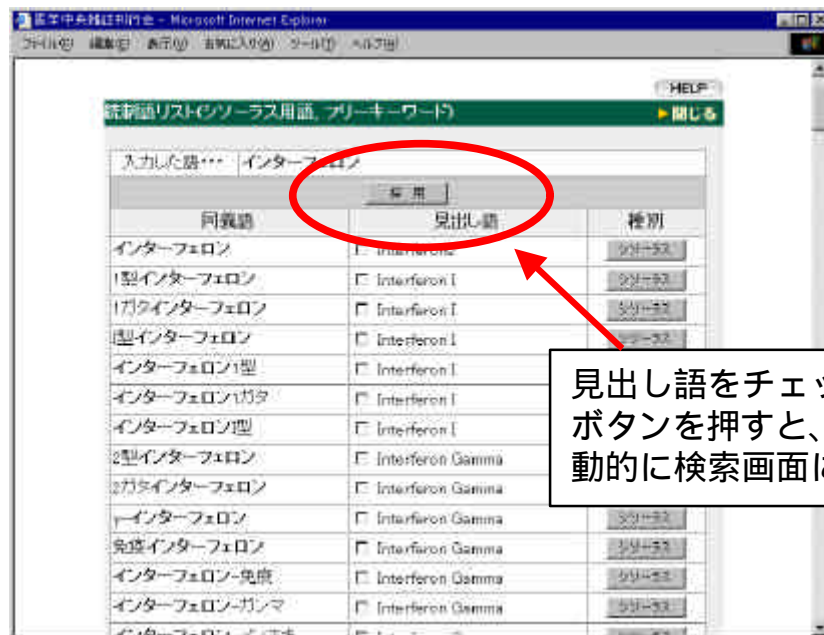 医学中央雑誌刊行会 - Microsoft Internet Explorer
ファイル(F) 編集(E) 表示(V) お気に入り(A) ツール(T) ヘルプ(H)
HELP
統制語リスト(シソーラス用語, フリーキーワード)
閉じる
入力した語… インターフェロン
採 用
同義語 見出し語 種別
インターフェロン Interferons シソーラス
1型インターフェロン Interferon I シソーラス
1ガタインターフェロン Interferon I シソーラス
I型インターフェロン Interferon I シソーラス
インターフェロン1型 Interferon I
インターフェロン1ガタ Interferon I
インターフェロンI型 Interferon I
2型インターフェロン Interferon Gamma
2ガタインターフェロン Interferon Gamma
γ-インターフェロン Interferon Gamma シソーラス
免疫インターフェロン Interferon Gamma シソーラス
インターフェロン-免疫 Interferon Gamma シソーラス
インターフェロン-ガンマ Interferon Gamma シソーラス
見出し語をチェッ
ボタンを押すと、
動的に検索画面に